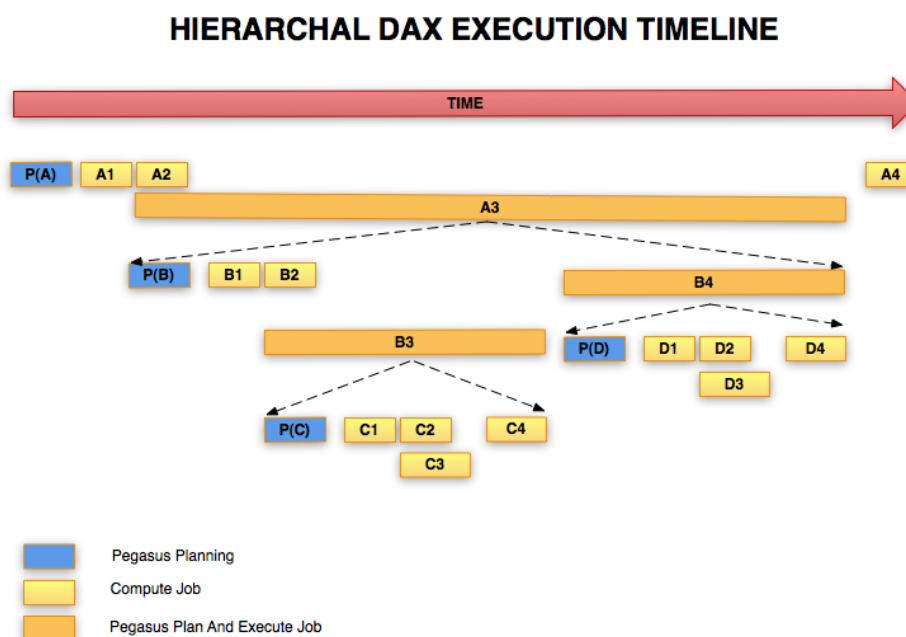 HIERARCHAL DAX EXECUTION TIMELINE
TIME
P(A) A1 A2 A4
A3
P(B) B1 B2 B4
B3 P(D) D1 D2 D4
D3
P(C) C1 C2 C4
C3
Pegasus Planning
Compute Job
Pegasus Plan And Execute Job